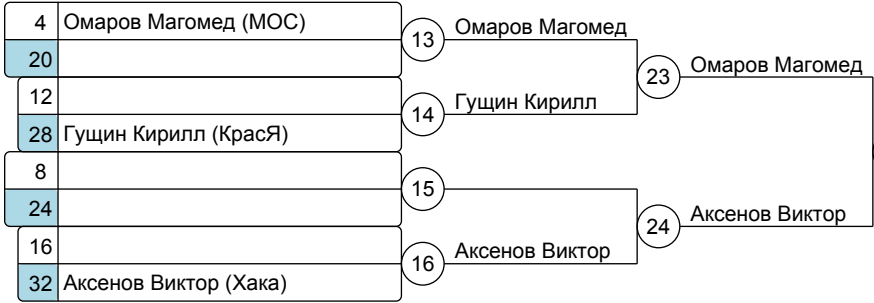 4 Омаров Магомед (МОС)
20
13 Омаров Магомед
12
28 Гущин Кирилл (КрасЯ)
14 Гущин Кирилл
23 Омаров Магомед
8
24
15
16
32 Аксенов Виктор (Хака)
16 Аксенов Виктор
24 Аксенов Виктор